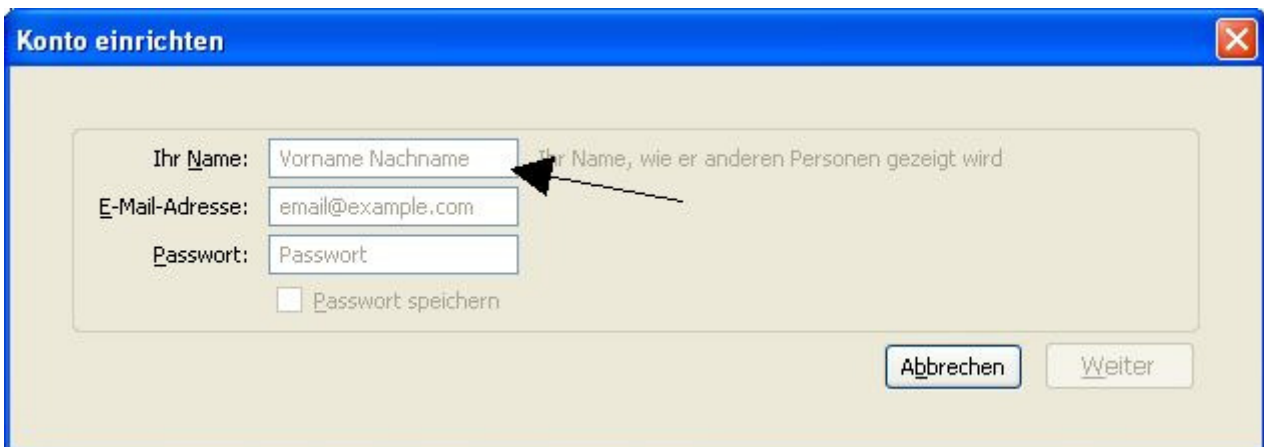 Konto einrichten
Ihr Name: Vorname Nachname Ihr Name, wie er anderen Personen gezeigt wird
E-Mail-Adresse: email@example.com
Passwort: Passwort
Passwort speichern
Abbrechen Weiter